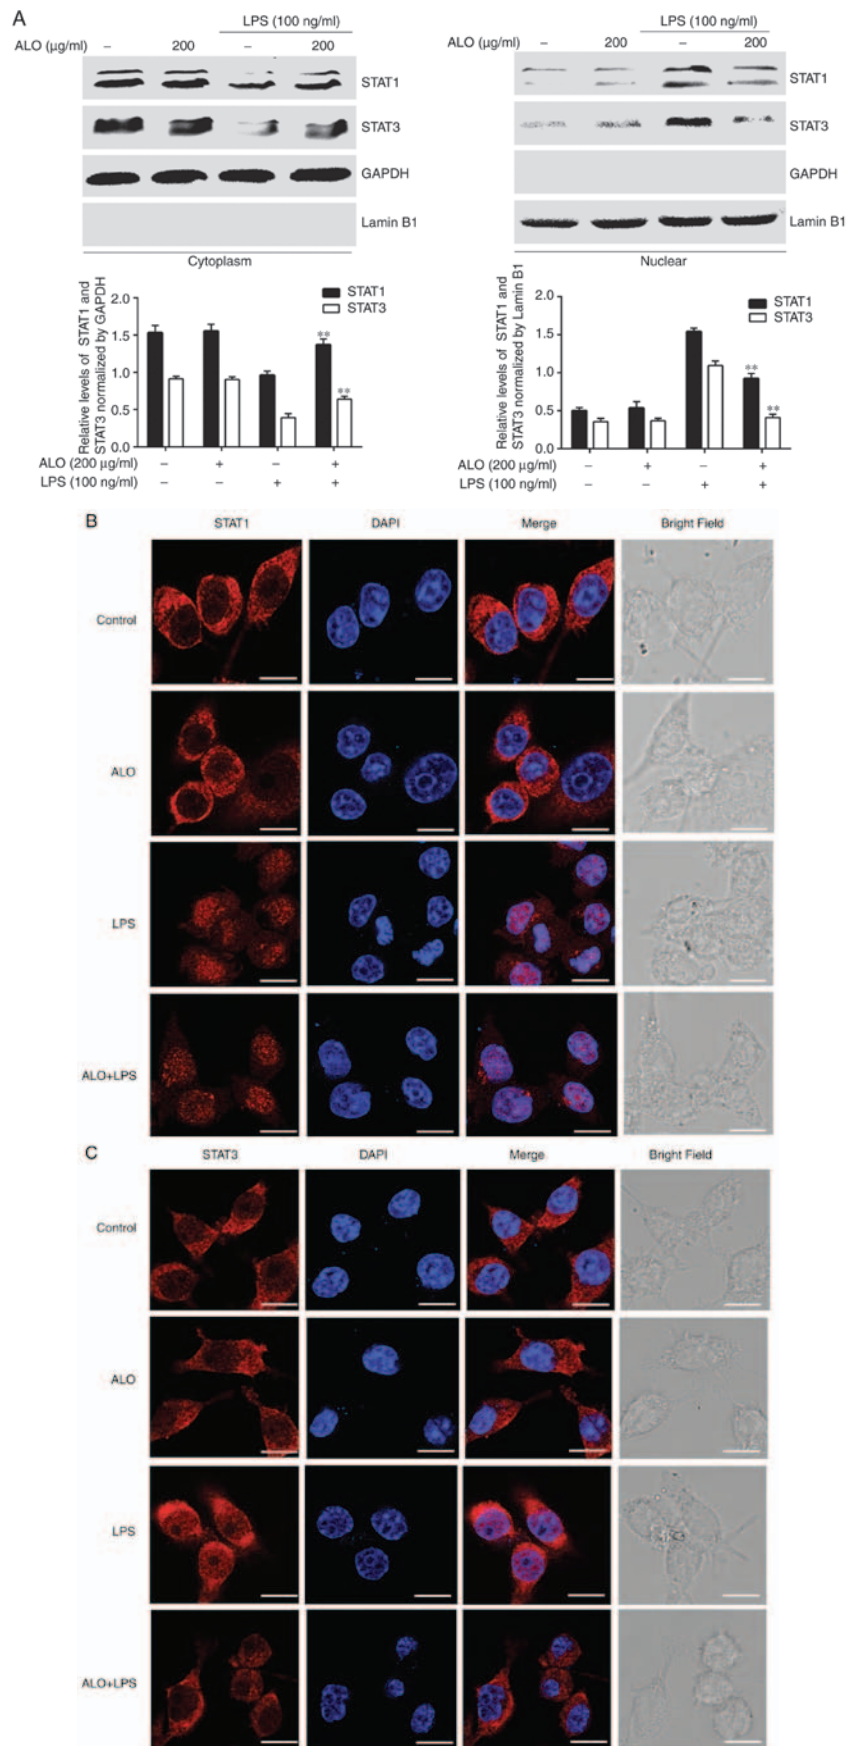 A
LPS (100 ng/ml)
ALO (μg/ml) – 200 – 200
STAT1
STAT3
GAPDH
Lamin B1
Cytoplasm
LPS (100 ng/ml)
ALO (μg/ml) – 200 – 200
STAT1
STAT3
GAPDH
Lamin B1
Nuclear
Relative levels of STAT1 and
STAT3 normalized by GAPDH
2.0
1.5
1.0
0.5
0.0
STAT1
STAT3
**
**
ALO (200 μg/ml) – + – +
LPS (100 ng/ml) – – + +
Relative levels of STAT1 and
STAT3 normalized by Lamin B1
2.0
1.5
1.0
0.5
0.0
STAT1
STAT3
**
**
ALO (200 μg/ml) – + – +
LPS (100 ng/ml) – – + +
B
STAT1 DAPI Merge Bright Field
Control
ALO
LPS
ALO+LPS
C
STAT3 DAPI Merge Bright Field
Control
ALO
LPS
ALO+LPS